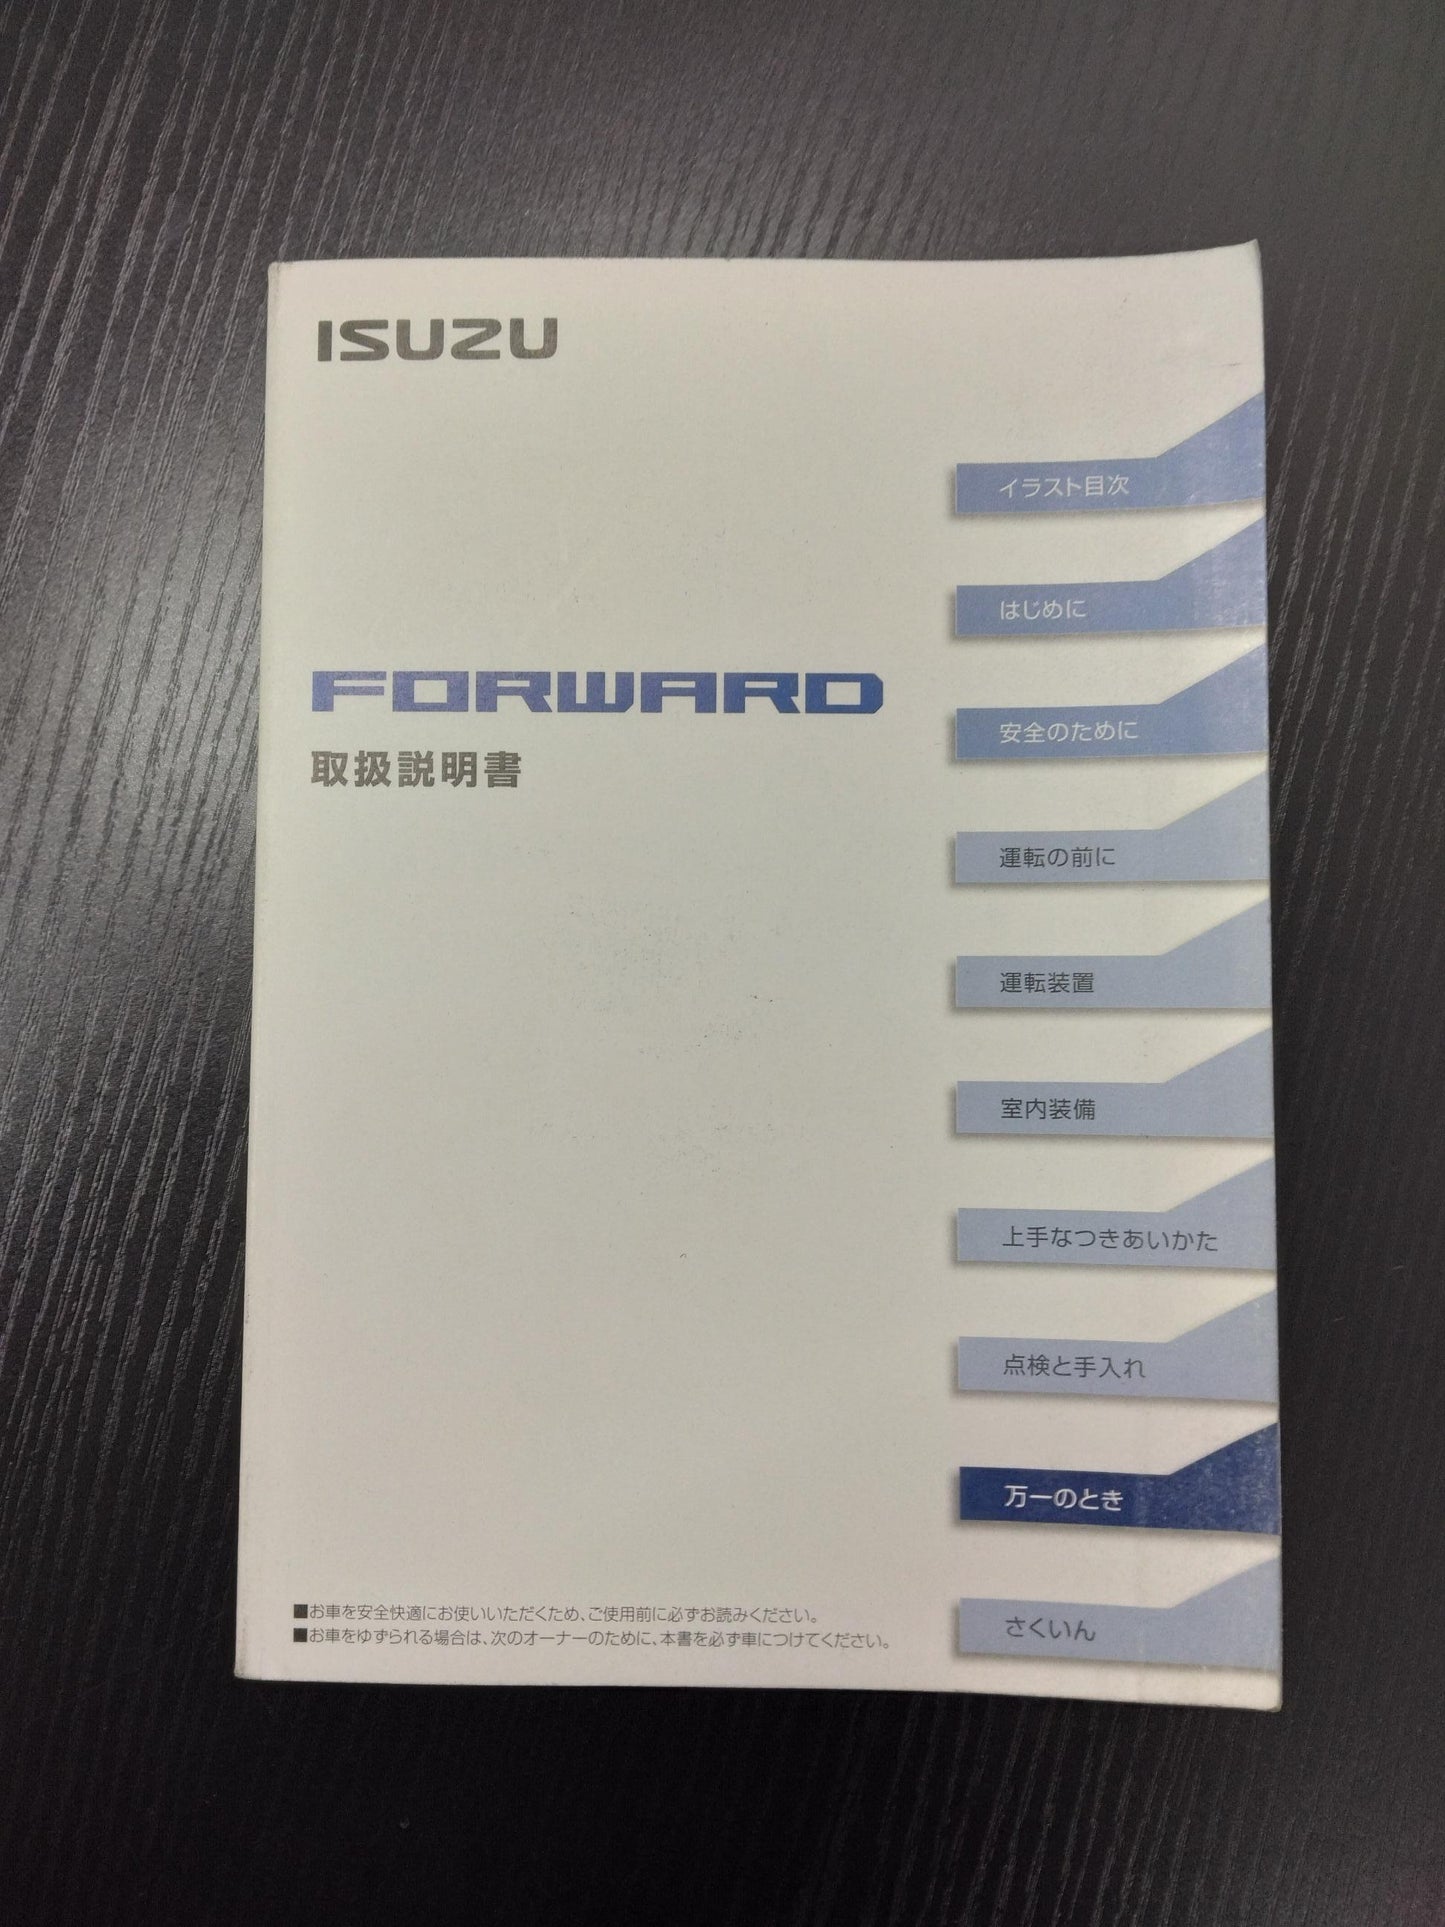 ISUZU
FORWARD
取扱説明書
イラスト目次
はじめに
安全のために
運転の前に
運転装置
室内装備
上手なつきあいかた
点検と手入れ
万一のとき
さくいん
■お車を安全快適にお使いいただくため、ご使用前に必ずお読みください。
■お車をゆずられる場合は、次のオーナーのために、本書を必ず車につけてください。